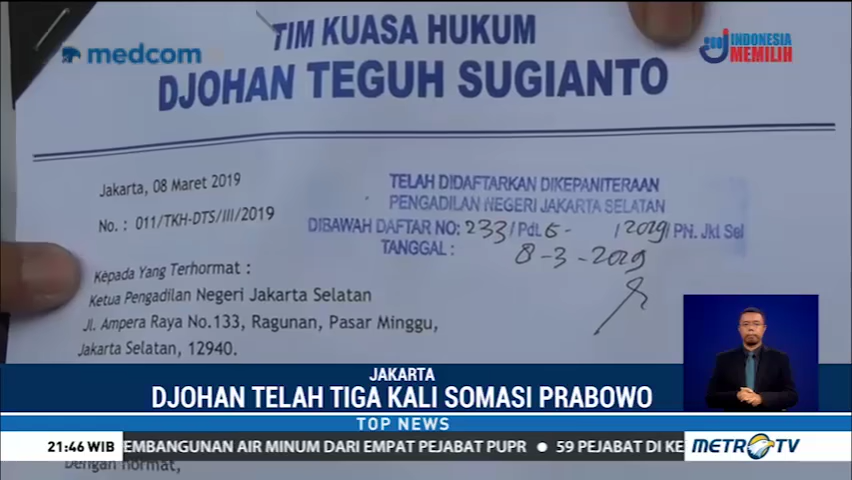 medcom
INDONESIA
MEMILIH
TIM KUASA HUKUM
DJOHAN TEGUH SUGIANTO
Jakarta, 08 Maret 2019
No. : 011/TKH-DTS/III/2019
TELAH DIDAFTARKAN DIKEPANITERAAN
PENGADILAN NEGERI JAKARTA SELATAN
DIBAWAH DAFTAR NO: 233/Pdt.G- /2019/PN. Jkt Sel
TANGGAL : 8-3-2019
Kepada Yang Terhormat :
Ketua Pengadilan Negeri Jakarta Selatan
Jl. Ampera Raya No.133, Ragunan, Pasar Minggu,
Jakarta Selatan, 12940.
JAKARTA
DJOHAN TELAH TIGA KALI SOMASI PRABOWO
TOP NEWS
21:46 WIB EMBANGUNAN AIR MINUM DARI EMPAT PEJABAT PUPR ● 59 PEJABAT DI KE METRO TV
Dengan hormat,